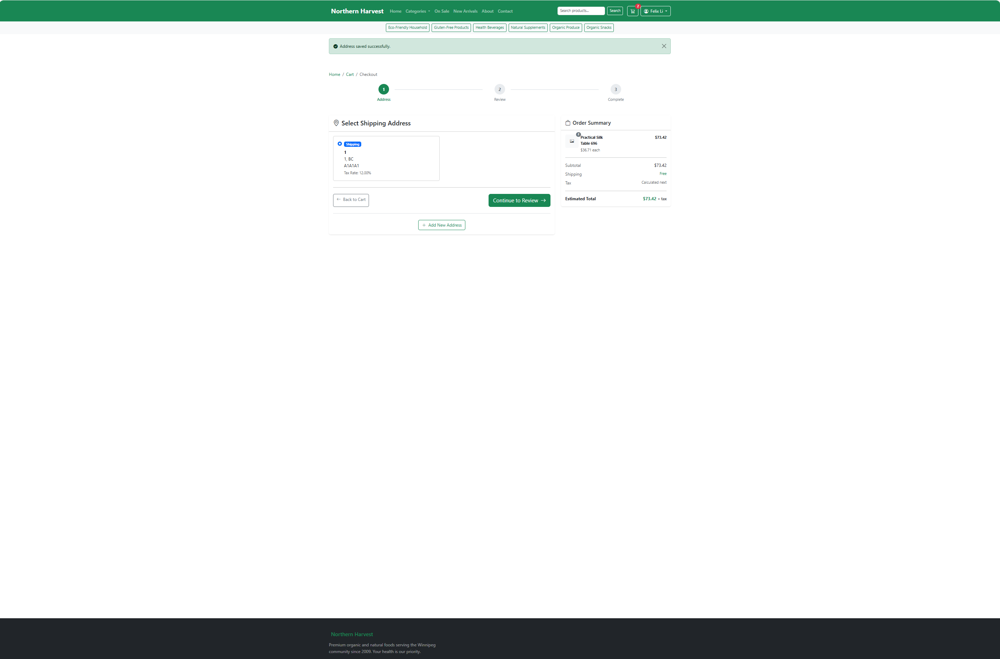 Northern Harvest Home Categories On Sale New Arrivals About Contact Search products... Search 2 Felix Li
Eco-Friendly Household Gluten-Free Products Health Beverages Natural Supplements Organic Produce Organic Snacks
Address saved successfully.
Home / Cart / Checkout
1 2 3
Address Review Complete
Select Shipping Address
Shipping
1
1, BC
A1A1A1
Tax Rate: 12.00%
Back to Cart
Continue to Review
Add New Address
Order Summary
2
Practical Silk $73.42
Table 696
$36.71 each
Subtotal $73.42
Shipping Free
Tax Calculated next
Estimated Total $73.42 + tax
Northern Harvest
Premium organic and natural foods serving the Winnipeg
community since 2009. Your health is our priority.